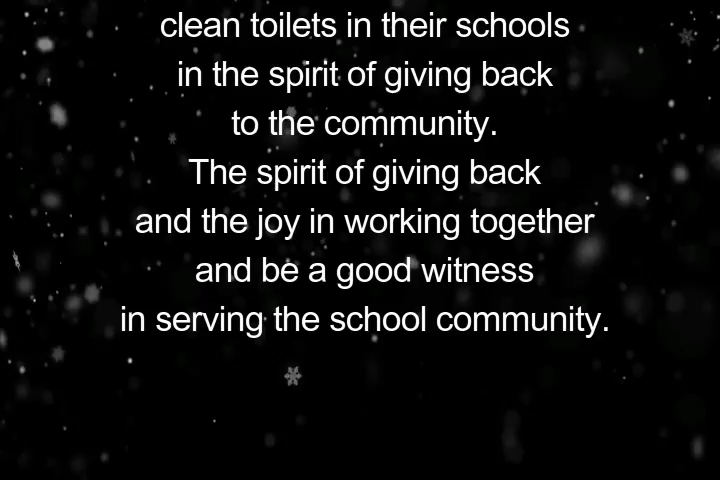 clean toilets in their schools
in the spirit of giving back
to the community.
The spirit of giving back
and the joy in working together
and be a good witness
in serving the school community.